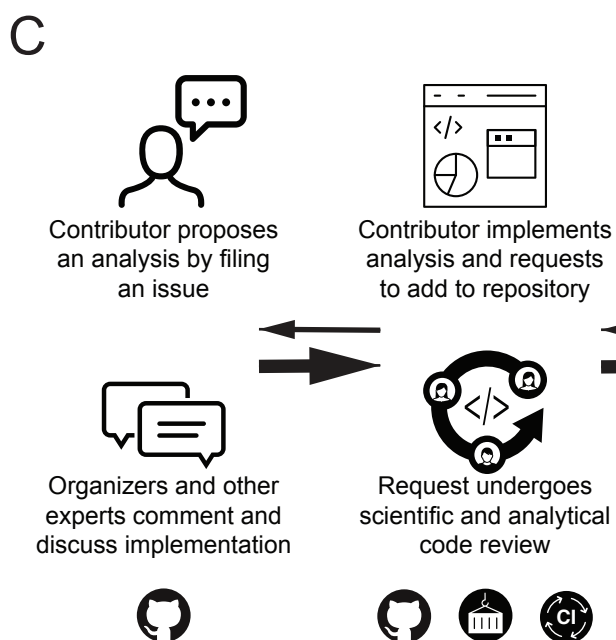 C
</>
Contributor proposes
an analysis by filing
an issue
Contributor implements
analysis and requests
to add to repository
</>
Organizers and other
experts comment and
discuss implementation
Request undergoes
scientific and analytical
code review
CI